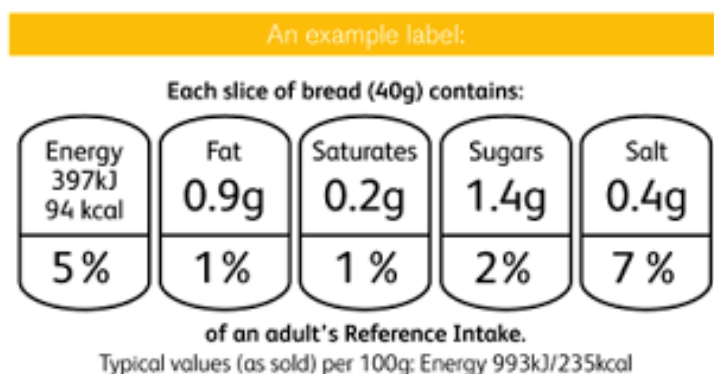 An example label:
Each slice of bread (40g) contains:
Energy
397kJ
94 kcal
5%
Fat
0.9g
1%
Saturates
0.2g
1%
Sugars
1.4g
2%
Salt
0.4g
7%
of an adult's Reference Intake.
Typical values (as sold) per 100g: Energy 993kJ/235kcal